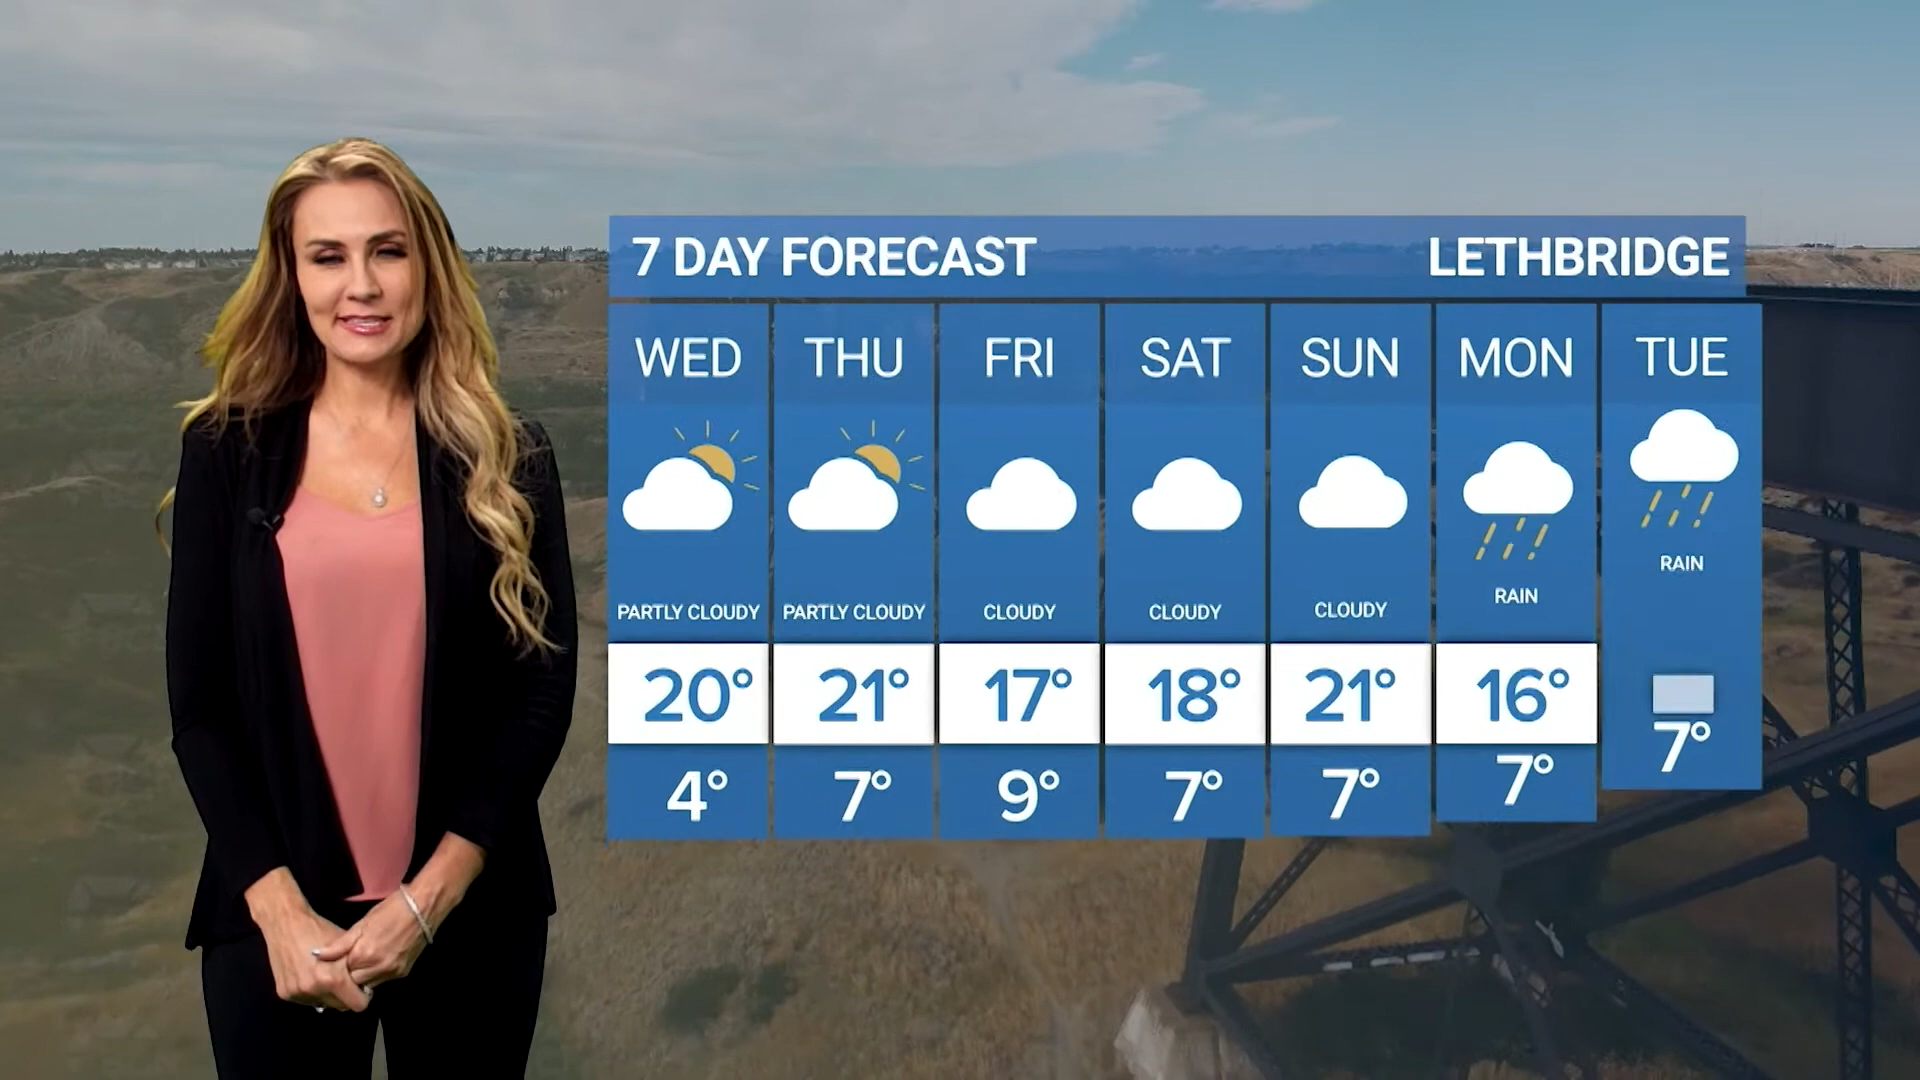 7 DAY FORECAST LETHBRIDGE
WED THU FRI SAT SUN MON TUE
PARTLY CLOUDY PARTLY CLOUDY CLOUDY CLOUDY CLOUDY RAIN RAIN
20° 21° 17° 18° 21° 16°
4° 7° 9° 7° 7° 7° 7°